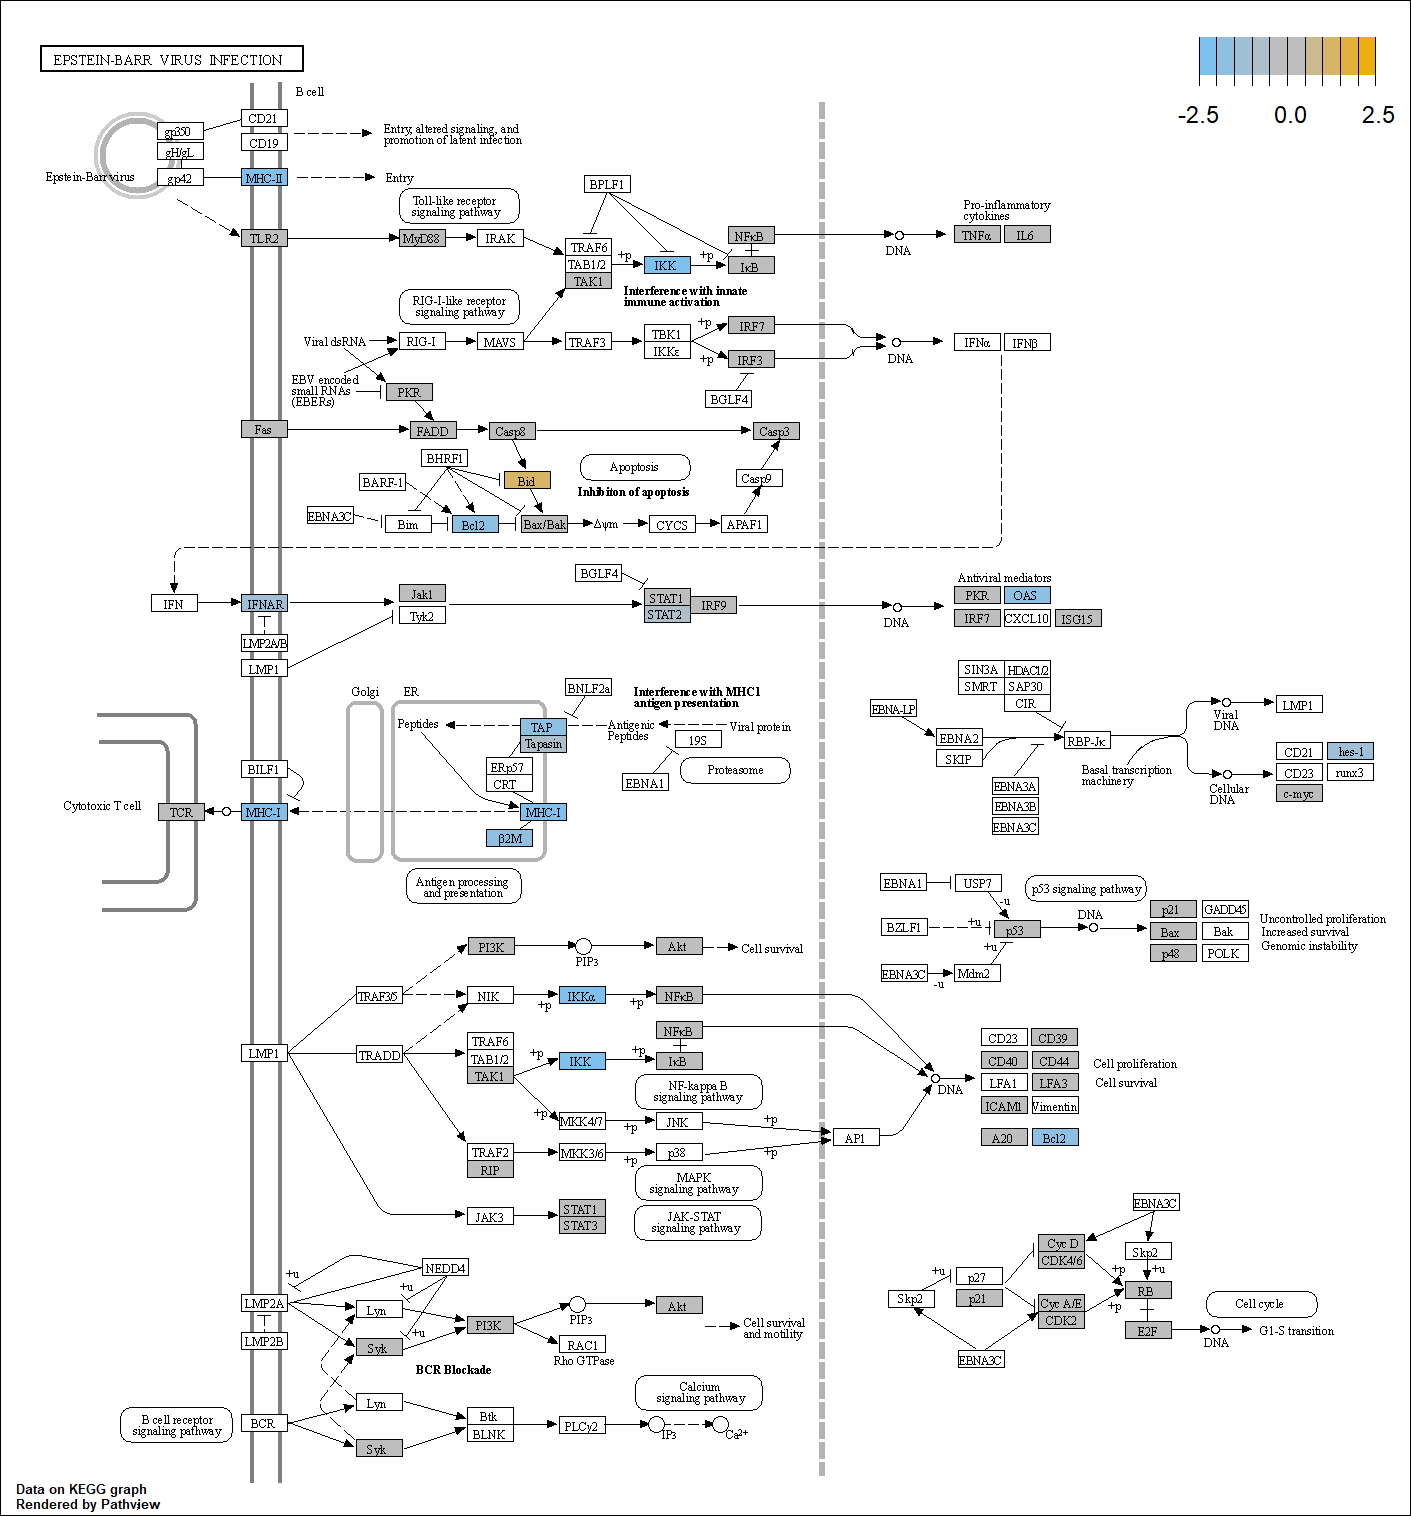 EPSTEIN-BARR VIRUS INFECTION
-2.5 0.0 2.5
B cell
gp350
gH/gL
gp42
Epstein-Barr virus
CD21
CD19
MHC-II
Entry, altered signaling, and
promotion of latent infection
Entry
Toll-like receptor
signaling pathway
BPLF1
TLR2
MyD88
IRAK
TRAF6
TAB1/2
TAK1
+p
IKK
+p
NFκB
IκB
DNA
Pro-inflammatory
cytokines
TNFα
IL6
Interference with innate
immune activation
RIG-I-like receptor
signaling pathway
Viral dsRNA
RIG-I
MAVS
TRAF3
TBK1
IKKε
+p
+p
IRF7
IRF3
BGLF4
DNA
IFNα
IFNβ
EBV encoded
small RNAs
(EBERs)
PKR
Fas
FADD
Casp8
Casp3
BHRF1
BARF-1
Bid
Apoptosis
Inhibiton of apoptosis
Casp9
EBNA3C
Bim
Bcl2
Bax/Bak
Δψm
CYCS
APAF1
IFN
IFNAR
LMP2A/B
LMP1
Jak1
Tyk2
BGLF4
STAT1
STAT2
IRF9
DNA
Antiviral mediators
PKR
OAS
IRF7
CXCL10
ISG15
Golgi
ER
BNLF2a
Interference with MHC1
antigen presentation
Peptides
TAP
Tapasin
Antigenic
Peptides
Viral protein
19S
ERp57
CRT
EBNA1
Proteasome
BILF1
Cytotoxic T cell
TCR
MHC-I
MHC-I
β2M
Antigen processing
and presentation
SIN3A
HDAC1/2
SMRT
SAP30
CIR
EBNA-LP
EBNA2
SKIP
RBP-Jκ
EBNA3A
EBNA3B
EBNA3C
Basal transcription
machinery
Viral
DNA
LMP1
Cellular
DNA
CD21
hes-1
CD23
runx3
c-myc
EBNA1
USP7
p53 signaling pathway
-u
BZLF1
+u
p53
+u
EBNA3C
-u
Mdm2
DNA
p21
GADD45
Bax
Bak
p48
POLK
Uncontrolled proliferation
Increased survival
Genomic instability
PI3K
PIP3
Akt
Cell survival
TRAF3/5
NIK
+p
IKKα
+p
NFκB
LMP1
TRADD
TRAF6
TAB1/2
TAK1
+p
IKK
+p
NFκB
IκB
NF-kappa B
signaling pathway
+p
MKK4/7
+p
JNK
+p
TRAF2
RIP
MKK3/6
+p
p38
+p
AP1
MAPK
signaling pathway
JAK3
STAT1
STAT3
JAK-STAT
signaling pathway
DNA
CD23
CD39
CD40
CD44
LFA1
LFA3
ICAM1
Vimentin
A20
Bcl2
Cell proliferation
Cell survival
NEDD4
+u
+u
+u
LMP2A
LMP2B
Lyn
Syk
PI3K
PIP3
Akt
RAC1
Rho GTPase
Cell survival
and motility
BCR Blockade
B cell receptor
signaling pathway
BCR
Lyn
Syk
Btk
BLNK
PLCγ2
IP3
Ca2+
Calcium
signaling pathway
EBNA3C
Cyc D
CDK4/6
Skp2
+p
+u
+u
p27
p21
Skp2
Cyc A/E
CDK2
+p
RB
E2F
EBNA3C
DNA
Cell cycle
G1-S transition
Data on KEGG graph
Rendered by Pathview